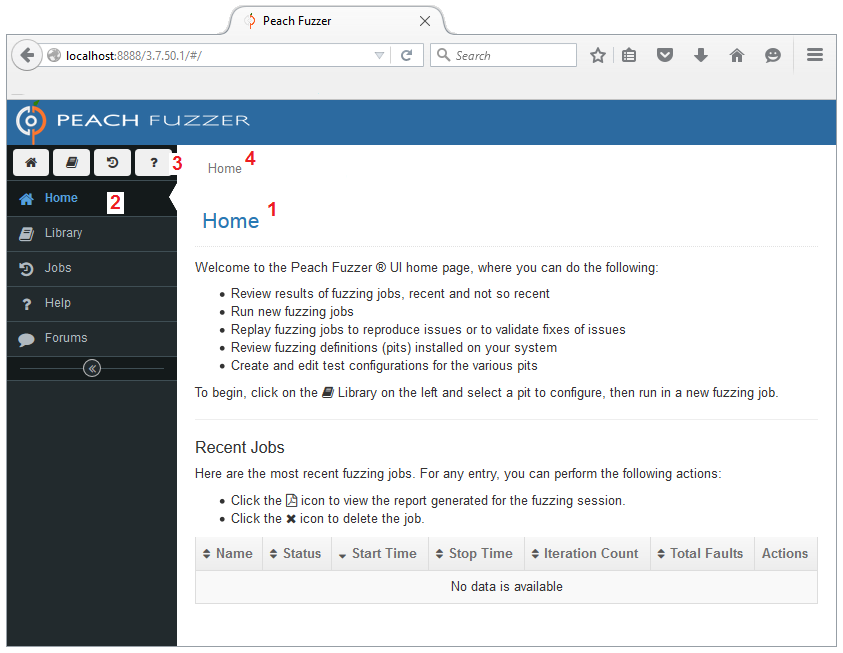 Peach Fuzzer
localhost:8888/3.7.50.1/#/
Search
PEACH FUZZER
? 3
Home 4
Home 2
Home 1
Library
Jobs
? Help
Forums
Welcome to the Peach Fuzzer ® UI home page, where you can do the following:
• Review results of fuzzing jobs, recent and not so recent
• Run new fuzzing jobs
• Replay fuzzing jobs to reproduce issues or to validate fixes of issues
• Review fuzzing definitions (pits) installed on your system
• Create and edit test configurations for the various pits
To begin, click on the Library on the left and select a pit to configure, then run in a new fuzzing job.
Recent Jobs
Here are the most recent fuzzing jobs. For any entry, you can perform the following actions:
• Click the icon to view the report generated for the fuzzing session.
• Click the icon to delete the job.
Name Status Start Time Stop Time Iteration Count Total Faults Actions
No data is available